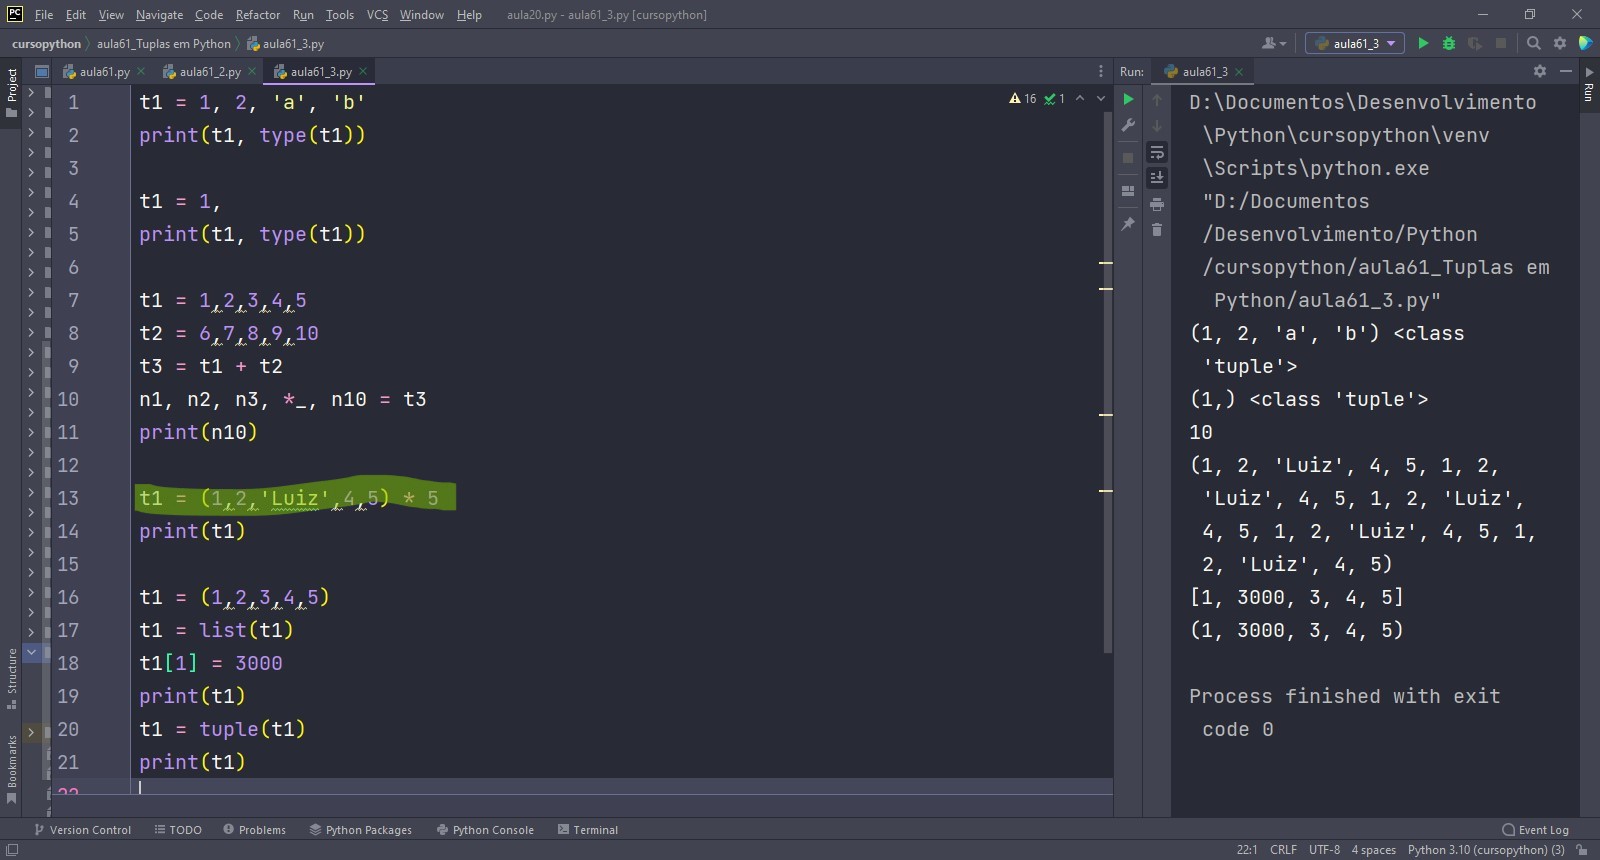 PC File Edit View Navigate Code Refactor Run Tools VCS Window Help aula20.py - aula61_3.py [cursopython]
cursopython aula61_Tuplas em Python aula61_3.py aula61_3
Project aula61.py aula61_2.py aula61_3.py Run: aula61_3
16 1
Run
1 t1 = 1, 2, 'a', 'b'
2 print(t1, type(t1))
3
4 t1 = 1,
5 print(t1, type(t1))
6
7 t1 = 1,2,3,4,5
8 t2 = 6,7,8,9,10
9 t3 = t1 + t2
10 n1, n2, n3, *_, n10 = t3
11 print(n10)
12
13 t1 = (1,2,'Luiz',4,5) * 5
14 print(t1)
15
16 t1 = (1,2,3,4,5)
17 t1 = list(t1)
18 t1[1] = 3000
19 print(t1)
20 t1 = tuple(t1)
21 print(t1)
22
D:\Documentos\Desenvolvimento
\Python\cursopython\venv
\Scripts\python.exe
"D:/Documentos
/Desenvolvimento/Python
/cursopython/aula61_Tuplas em
Python/aula61_3.py"
(1, 2, 'a', 'b') <class
'tuple'>
(1,) <class 'tuple'>
10
(1, 2, 'Luiz', 4, 5, 1, 2,
'Luiz', 4, 5, 1, 2, 'Luiz',
4, 5, 1, 2, 'Luiz', 4, 5, 1,
2, 'Luiz', 4, 5)
[1, 3000, 3, 4, 5]
(1, 3000, 3, 4, 5)
Process finished with exit
code 0
Structure
Bookmarks
Version Control TODO Problems Python Packages Python Console Terminal Event Log
22:1 CRLF UTF-8 4 spaces Python 3.10 (cursopython) (3)